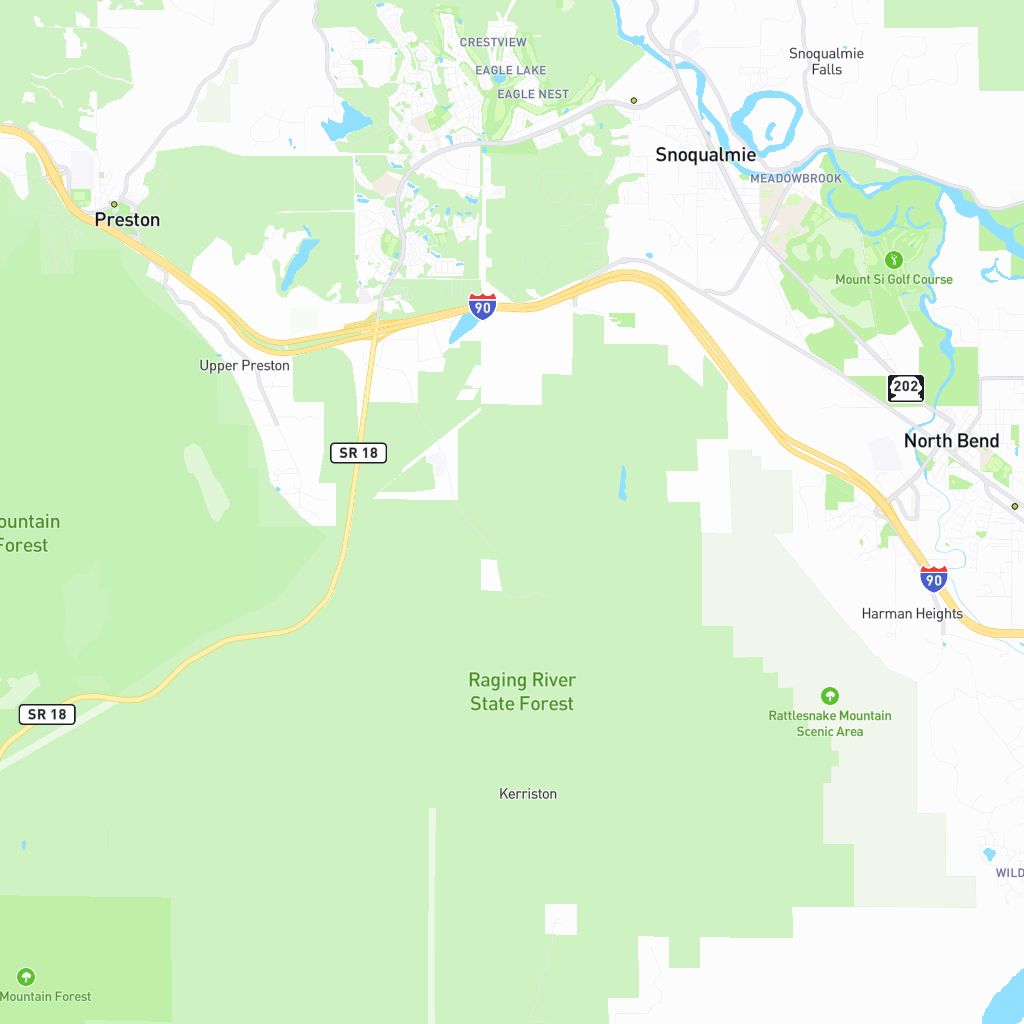 CRESTVIEW
EAGLE LAKE
EAGLE NEST
Snoqualmie
Falls
Snoqualmie
MEADOWBROOK
Preston
Mount Si Golf Course
90
Upper Preston
202
North Bend
SR 18
ountain
Forest
90
Harman Heights
Raging River
State Forest
SR 18
Rattlesnake Mountain
Scenic Area
Kerriston
WILD
Mountain Forest